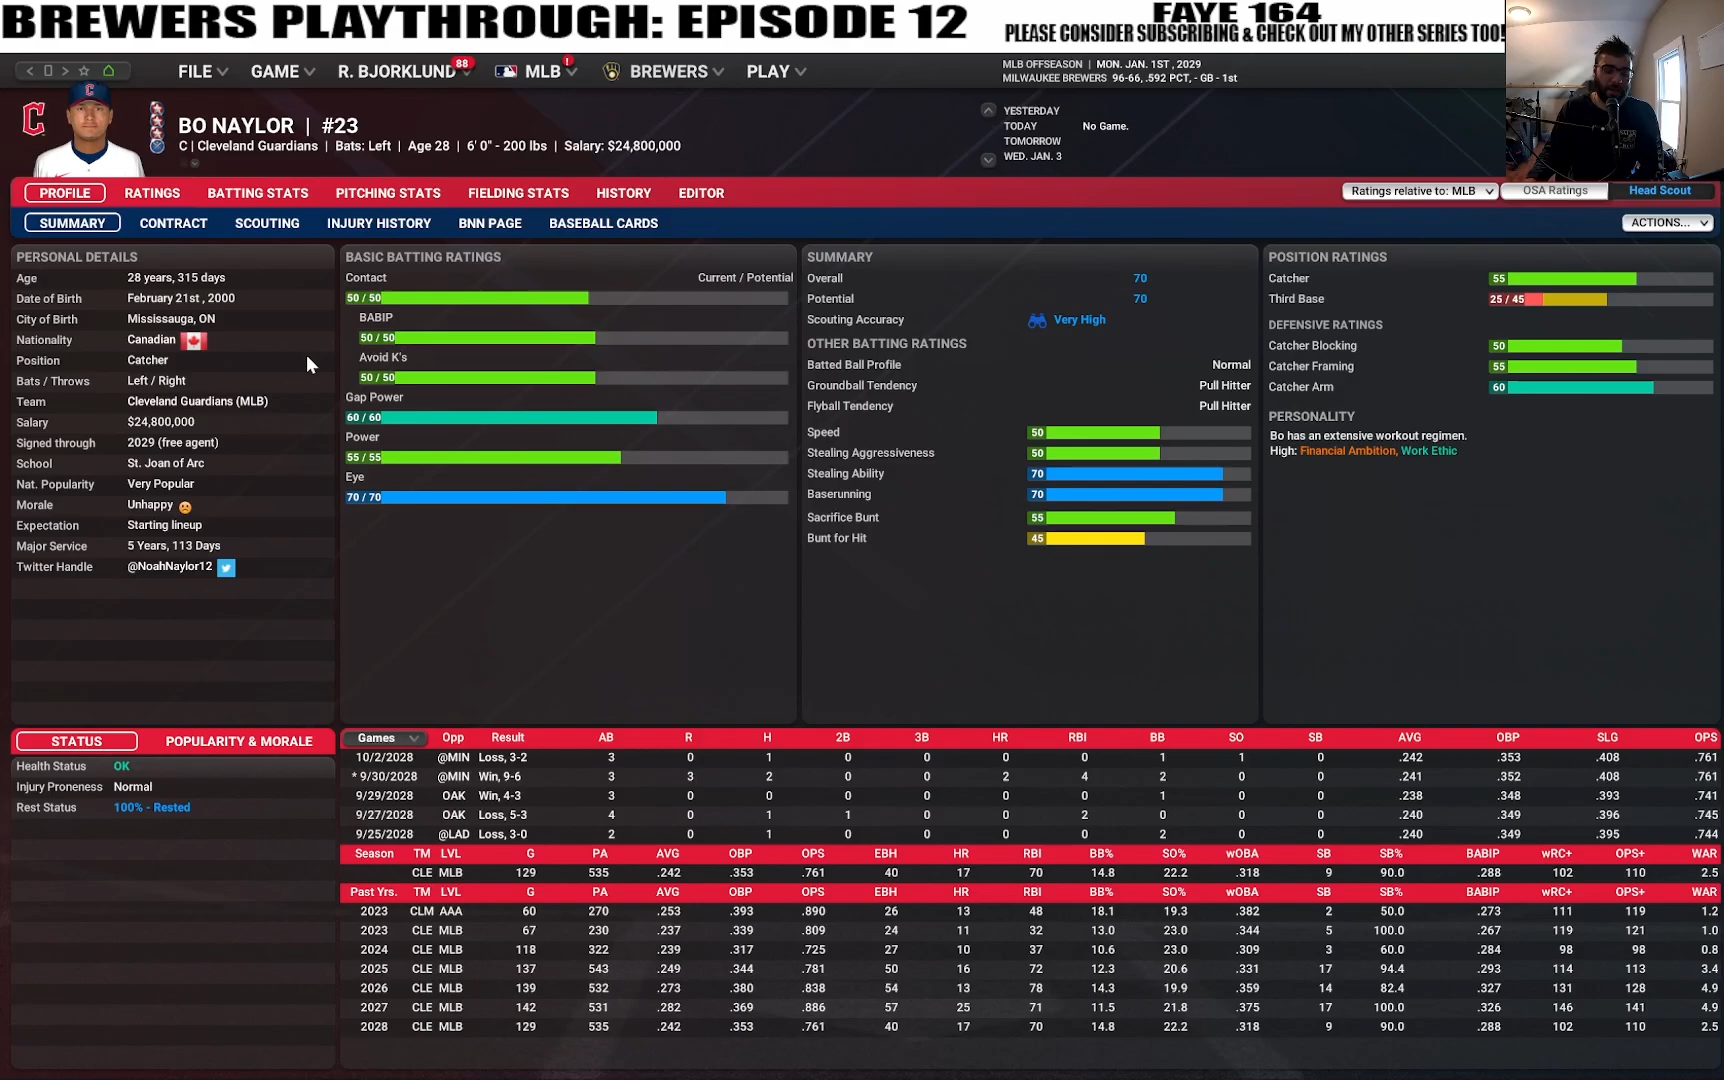 BREWERS PLAYTHROUGH: EPISODE 12
FAYE 164
PLEASE CONSIDER SUBSCRIBING & CHECK OUT MY OTHER SERIES TOO!
FILE GAME R. BJORKLUND 88 MLB ! BREWERS PLAY
MLB OFFSEASON | MON. JAN. 1ST , 2029
MILWAUKEE BREWERS 96-66, .592 PCT, - GB - 1st
BO NAYLOR | #23
C | Cleveland Guardians | Bats: Left | Age 28 | 6' 0" - 200 lbs | Salary: $24,800,000
YESTERDAY
TODAY No Game.
TOMORROW
WED. JAN. 3
PROFILE RATINGS BATTING STATS PITCHING STATS FIELDING STATS HISTORY EDITOR
Ratings relative to: MLB OSA Ratings Head Scout
SUMMARY CONTRACT SCOUTING INJURY HISTORY BNN PAGE BASEBALL CARDS
ACTIONS...
PERSONAL DETAILS
Age 28 years, 315 days
Date of Birth February 21st , 2000
City of Birth Mississauga, ON
Nationality Canadian
Position Catcher
Bats / Throws Left / Right
Team Cleveland Guardians (MLB)
Salary $24,800,000
Signed through 2029 (free agent)
School St. Joan of Arc
Nat. Popularity Very Popular
Morale Unhappy
Expectation Starting lineup
Major Service 5 Years, 113 Days
Twitter Handle @NoahNaylor12
BASIC BATTING RATINGS
Contact Current / Potential
50 / 50
BABIP
50 / 50
Avoid K's
50 / 50
Gap Power
60 / 60
Power
55 / 55
Eye
70 / 70
SUMMARY
Overall 70
Potential 70
Scouting Accuracy Very High
OTHER BATTING RATINGS
Batted Ball Profile Normal
Groundball Tendency Pull Hitter
Flyball Tendency Pull Hitter
Speed 50
Stealing Aggressiveness 50
Stealing Ability 70
Baserunning 70
Sacrifice Bunt 55
Bunt for Hit 45
POSITION RATINGS
Catcher 55
Third Base 25 / 45
DEFENSIVE RATINGS
Catcher Blocking 50
Catcher Framing 55
Catcher Arm 60
PERSONALITY
Bo has an extensive workout regimen.
High: Financial Ambition, Work Ethic
STATUS POPULARITY & MORALE
Health Status OK
Injury Proneness Normal
Rest Status 100% - Rested
Games Opp Result AB R H 2B 3B HR RBI BB SO SB AVG OBP SLG OPS
10/2/2028 @MIN Loss, 3-2 3 0 0 0 0 0 0 1 1 0 .242 .353 .408 .761
* 9/30/2028 @MIN Win, 9-6 3 3 2 0 0 2 4 2 0 0 .241 .352 .408 .761
9/29/2028 OAK Win, 4-3 3 0 0 0 0 0 0 1 0 0 .238 .348 .393 .741
9/27/2028 OAK Loss, 5-3 4 0 1 1 0 0 2 0 0 0 .240 .349 .396 .745
9/25/2028 @LAD Loss, 3-0 2 0 1 0 0 0 0 2 0 0 .240 .349 .395 .744
Season TM LVL G PA AVG OBP OPS EBH HR RBI BB% SO% wOBA SB SB% BABIP wRC+ OPS+ WAR
CLE MLB 129 535 .242 .353 .761 40 17 70 14.8 22.2 .318 9 90.0 .288 102 110 2.5
Past Yrs. TM LVL G PA AVG OBP OPS EBH HR RBI BB% SO% wOBA SB SB% BABIP wRC+ OPS+ WAR
2023 CLM AAA 60 270 .253 .393 .890 26 13 48 18.1 19.3 .382 2 50.0 .273 111 119 1.2
2023 CLE MLB 67 230 .237 .339 .809 24 11 32 13.0 23.0 .344 5 100.0 .267 119 121 1.0
2024 CLE MLB 118 322 .239 .317 .725 27 10 37 10.6 23.0 .309 3 60.0 .284 98 98 0.8
2025 CLE MLB 137 543 .249 .344 .781 50 16 72 12.3 20.6 .331 17 94.4 .293 114 113 3.4
2026 CLE MLB 139 532 .273 .380 .838 54 13 78 14.3 19.9 .359 14 82.4 .327 131 128 4.9
2027 CLE MLB 142 531 .282 .369 .886 57 25 71 11.5 21.8 .375 17 100.0 .326 146 141 4.9
2028 CLE MLB 129 535 .242 .353 .761 40 17 70 14.8 22.2 .318 9 90.0 .288 102 110 2.5